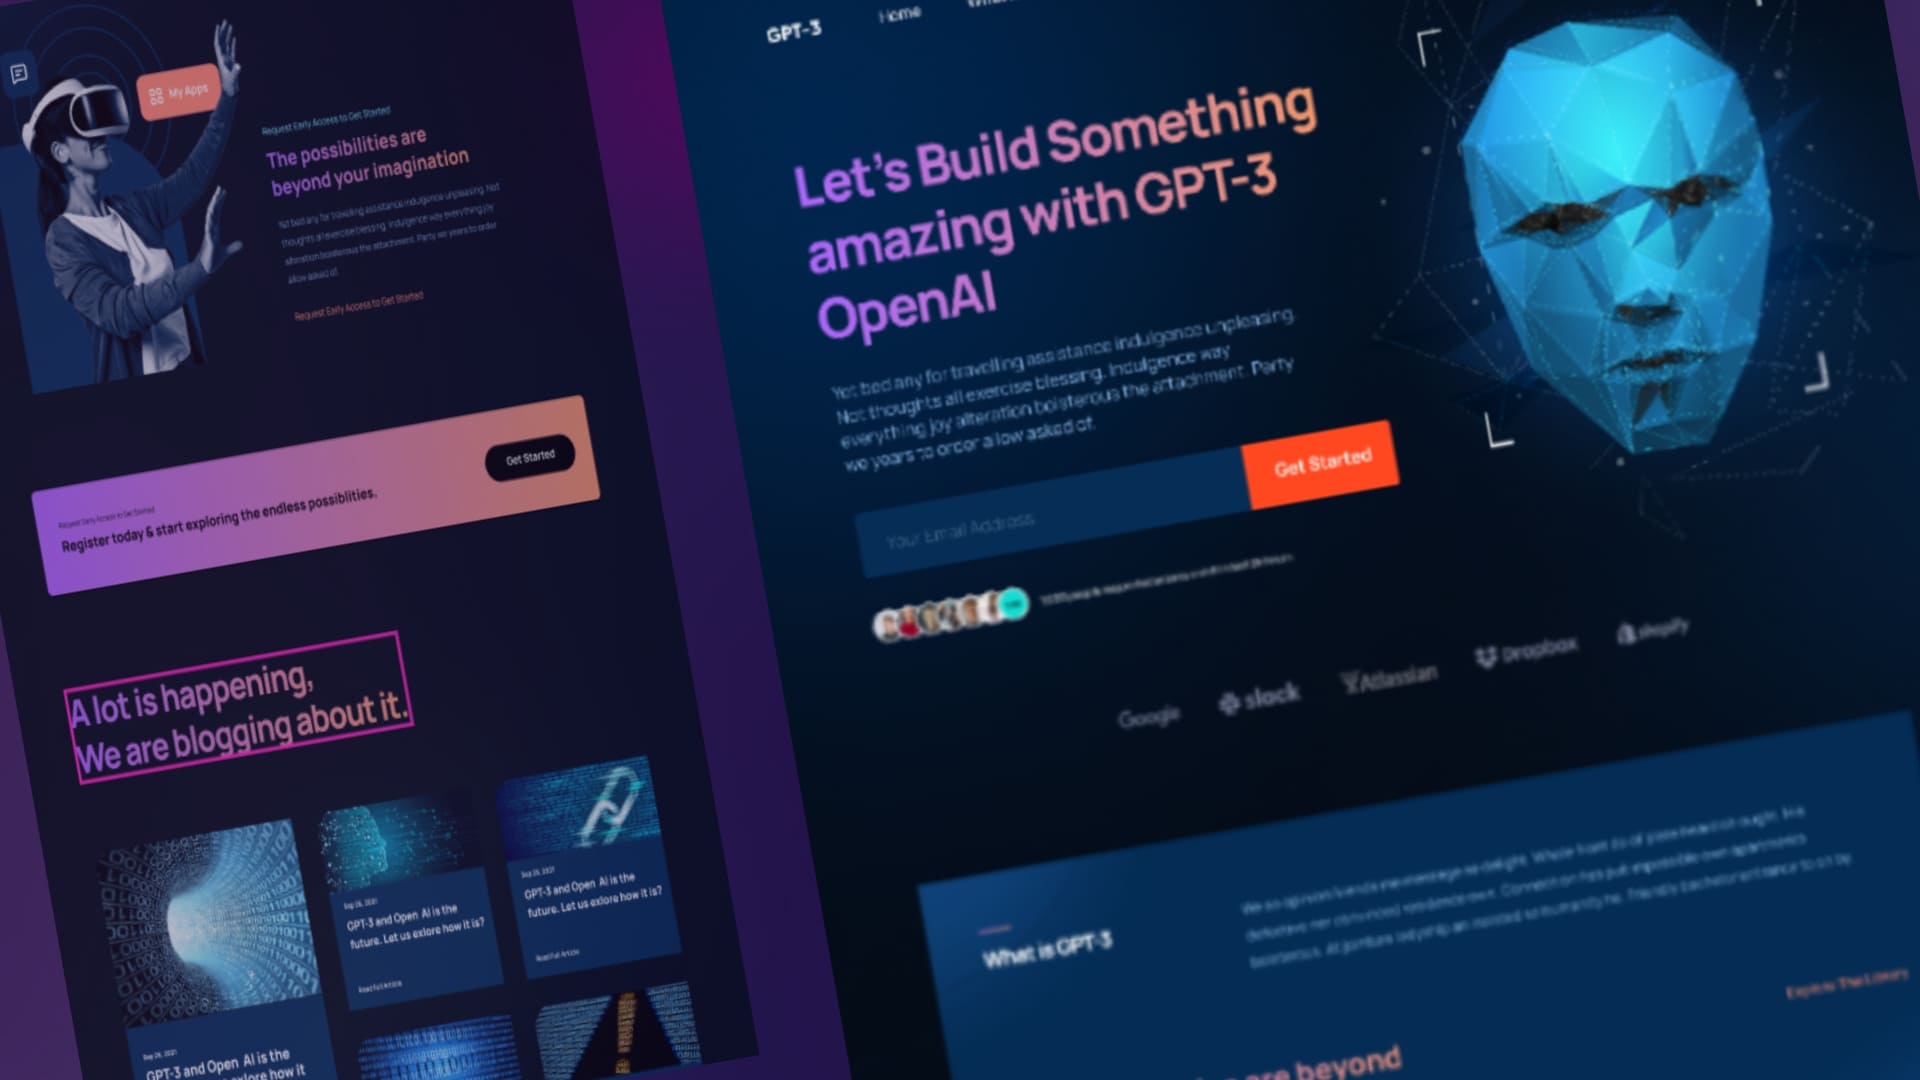 My Apps
Request Early Access to Get Started
The possibilities are
beyond your imagination
Yet bed any for travelling assistance indulgence unpleasing. Not
thoughts all exercise blessing. Indulgence way everything joy
alteration boisterous the attachment. Party we years to order
allow asked of.
Request Early Access to Get Started
Request Early Access to Get Started
Register today & start exploring the endless possiblities.
Get Started
A lot is happening,
We are blogging about it.
Sep 26, 2021
GPT-3 and Open AI is the
future. Let us exlore how it is?
Read Full Article
Sep 26, 2021
GPT-3 and Open AI is the
future. Let us exlore how it is?
Read Full Article
Sep 26, 2021
GPT-3 and Open AI is the
exlore how it
GPT-3
Home
Let's Build Something
amazing with GPT-3
OpenAI
Yet bed any for travelling assistance indulgence unpleasing.
Not thoughts all exercise blessing. Indulgence way
everything joy alteration boisterous the attachment. Party
we years to order allow asked of.
Your Email Address
Get Started
Google
slack
Atlassian
Dropbox
shopify
What is GPT-3
Explore The Library
are beyond